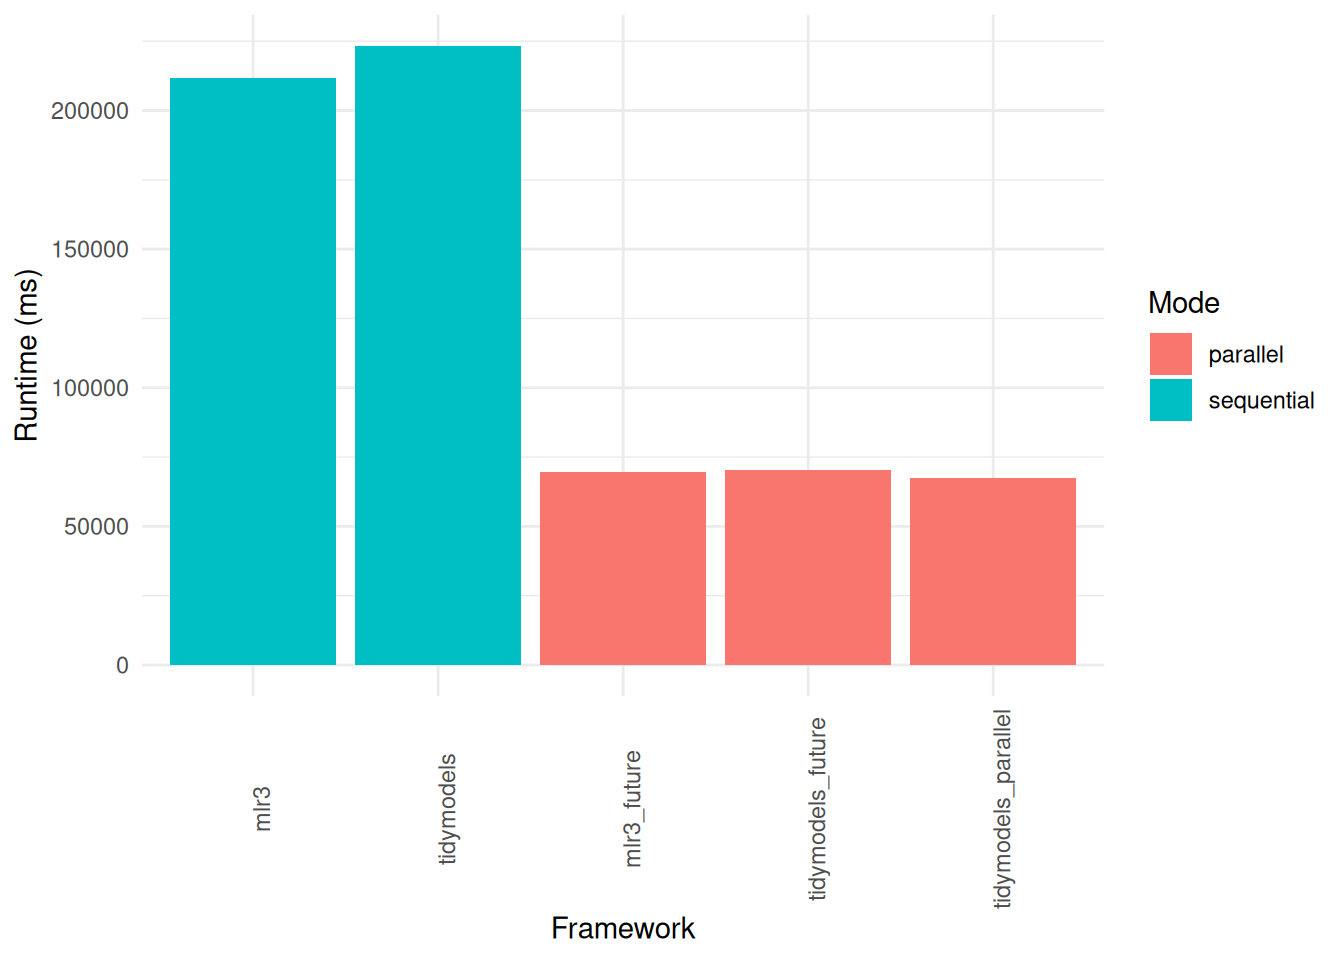 200000
150000
100000
50000
0
Runtime (ms)
mlr3
tidymodels
mlr3_future
tidymodels_future
tidymodels_parallel
Framework
Mode
parallel
sequential